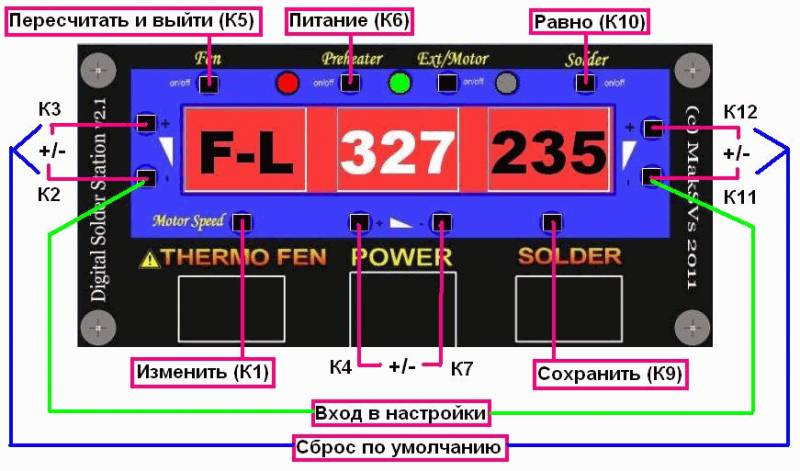 Пересчитать и выйти (К5)
Питание (К6)
Равно (К10)
Fen
Preheater
Ext/Motor
Solder
on/off
on/off
on/off
on/off
К3
+/-
К2
+
-
F-L
327
235
+
-
К12
+/-
К11
Digital Solder Station v2.1
(c) MakSVs 2011
Motor Speed
+
-
THERMO FEN
POWER
SOLDER
Изменить (К1)
К4
+/-
К7
Сохранить (К9)
Вход в настройки
Сброс по умолчанию